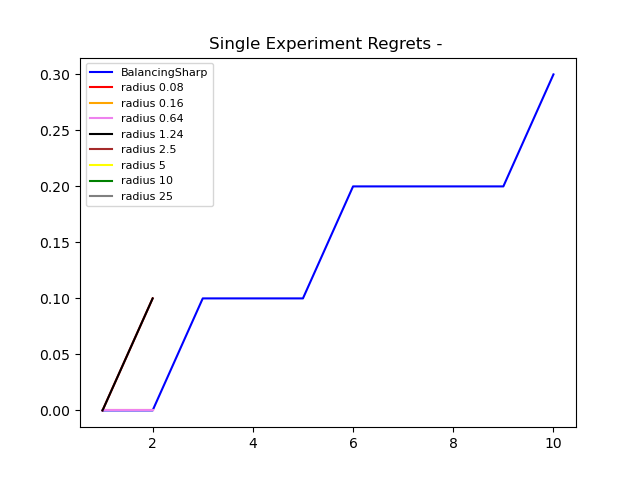 Single Experiment Regrets -
0.30
0.25
0.20
0.15
0.10
0.05
0.00
BalancingSharp
radius 0.08
radius 0.16
radius 0.64
radius 1.24
radius 2.5
radius 5
radius 10
radius 25
2
4
6
8
10